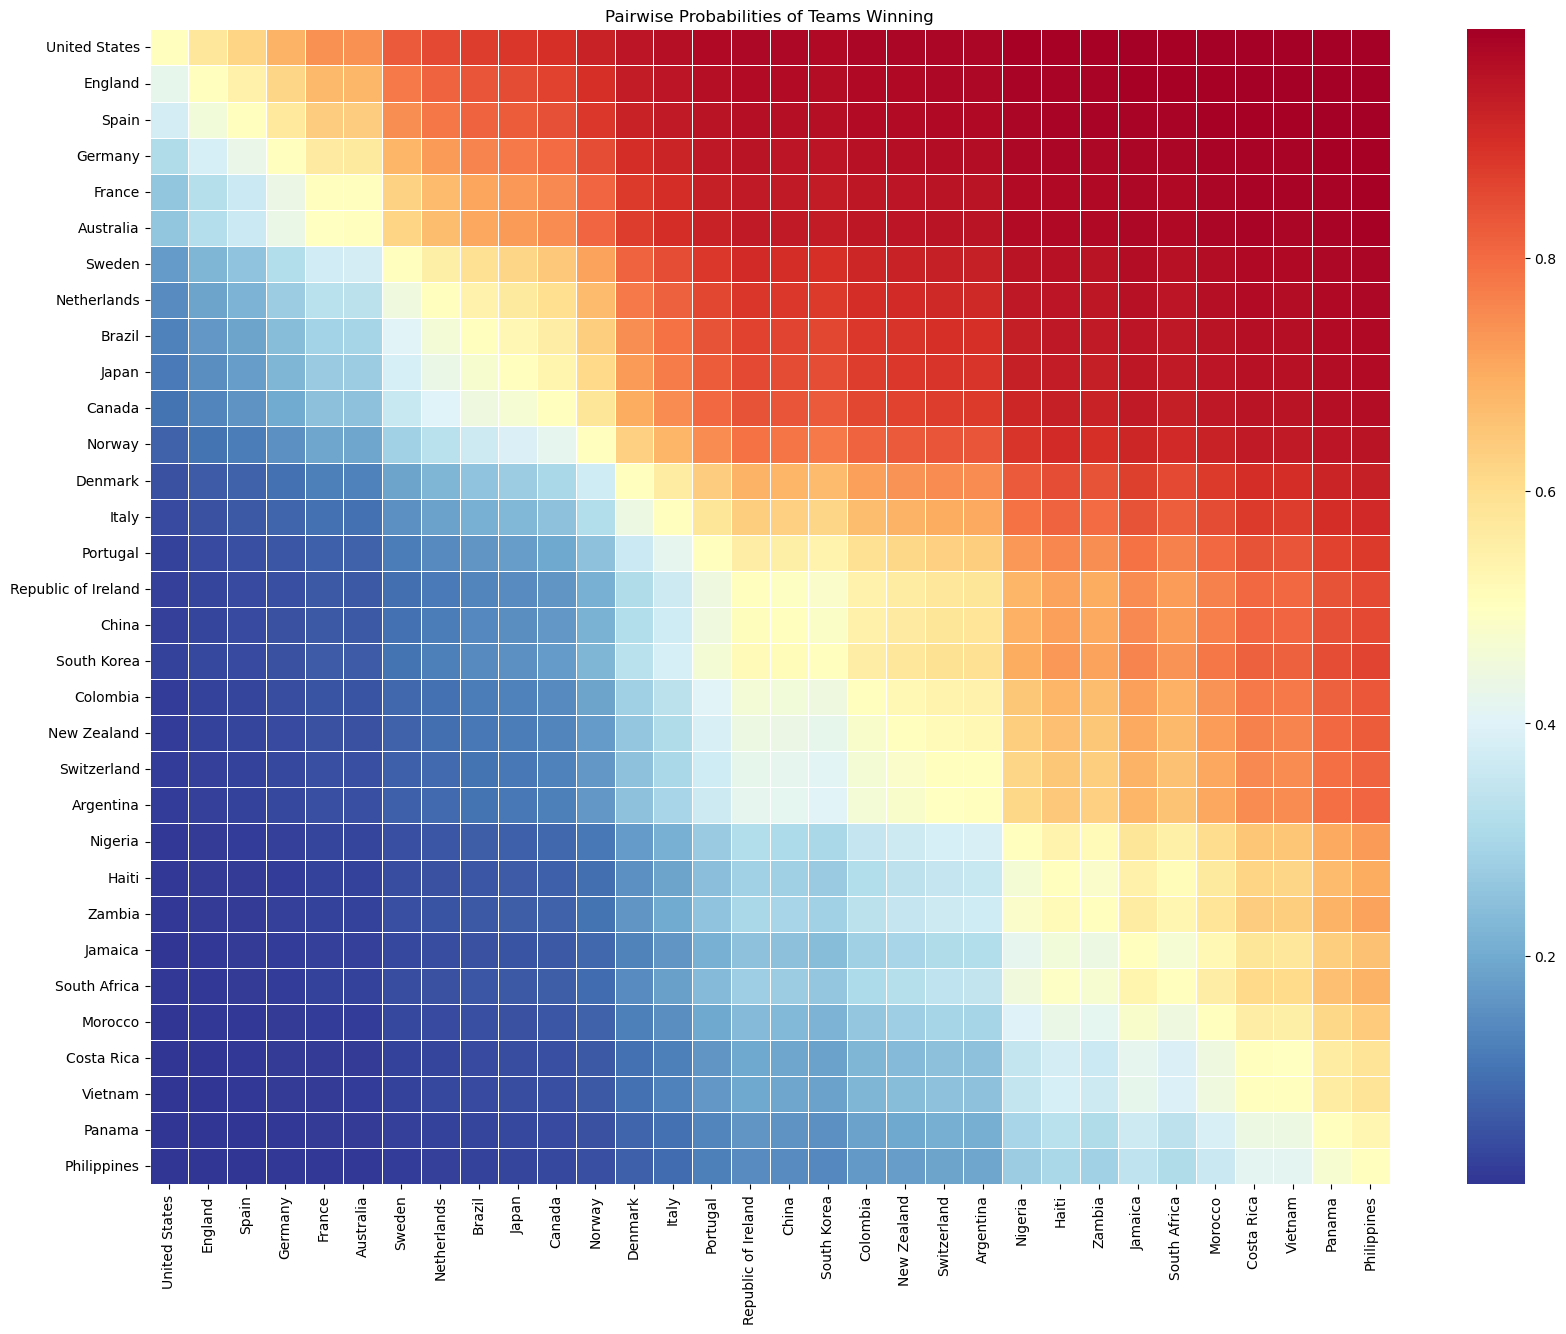 Pairwise Probabilities of Teams Winning
United States
England
Spain
Germany
France
Australia
Sweden
Netherlands
Brazil
Japan
Canada
Norway
Denmark
Italy
Portugal
Republic of Ireland
China
South Korea
Colombia
New Zealand
Switzerland
Argentina
Nigeria
Haiti
Zambia
Jamaica
South Africa
Morocco
Costa Rica
Vietnam
Panama
Philippines
United States
England
Spain
Germany
France
Australia
Sweden
Netherlands
Brazil
Japan
Canada
Norway
Denmark
Italy
Portugal
Republic of Ireland
China
South Korea
Colombia
New Zealand
Switzerland
Argentina
Nigeria
Haiti
Zambia
Jamaica
South Africa
Morocco
Costa Rica
Vietnam
Panama
Philippines
0.8
0.6
0.4
0.2